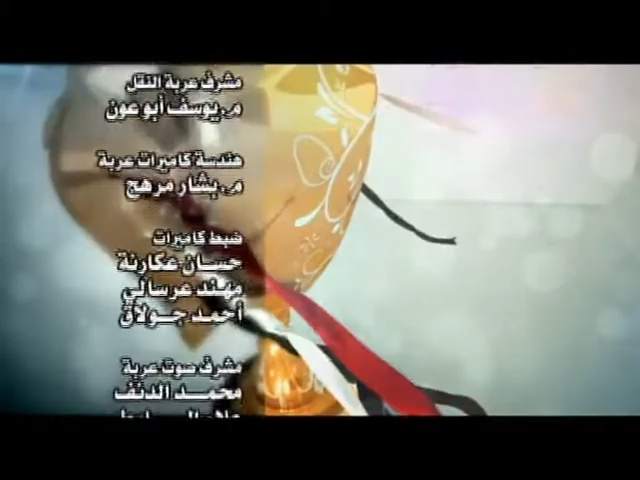 مشرف عربة النقل
م. يوسف أبو عون
هندسة كاميرات عربة
م. بشار مرهج
ضبط كاميرات
حسان عكارنة
مهند عرسالي
أحمد جولاق
مشرف صوت عربة
محمد الدنف